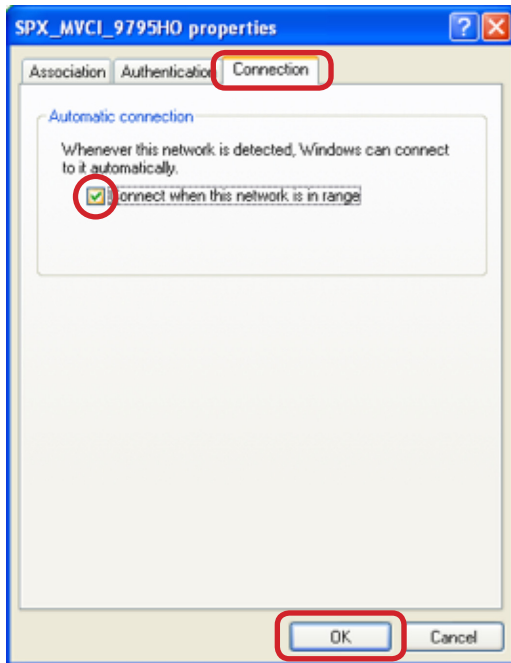 SPX_MVCI_9795HO properties
Association Authentication Connection
Automatic connection
Whenever this network is detected, Windows can connect
to it automatically.
Connect when this network is in range
OK Cancel